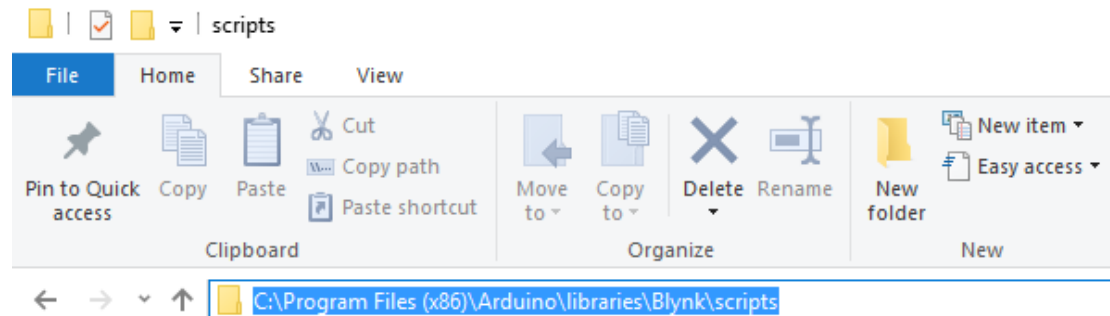 scripts
File Home Share View
Pin to Quick access
Copy
Paste
Cut
Copy path
Paste shortcut
Clipboard
Move to
Copy to
Delete
Rename
Organize
New folder
New item
Easy access
New
C:\Program Files (x86)\Arduino\libraries\Blynk\scripts